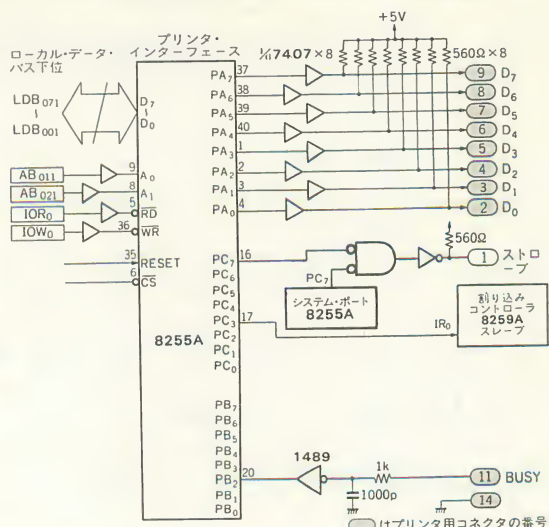 ローカル・データ・
バス下位
LDB071
〜
LDB001
プリンタ・
インターフェース
1/6 7407×8
+5V
560Ω×8
D7
〜
D0
PA7
37
9
D7
PA6
38
8
D6
PA5
39
7
D5
PA4
40
6
D4
PA3
1
5
D3
PA2
2
4
D2
PA1
3
3
D1
PA0
4
2
D0
AB011
9
A0
AB021
8
A1
IOR0
5
RD
IOW0
36
WR
35
RESET
6
CS
8255A
PC7
16
PC6
PC5
PC4
PC3
17
PC2
PC1
PC0
PC7
システム・ポート
8255A
560Ω
1
ストロ
ーブ
IR0
割り込み
コントローラ
8259A
スレーブ
PB7
PB6
PB5
PB4
PB3
PB2
20
PB1
PB0
1489
1k
1000p
11
BUSY
14
はプリンタ用コネクタの番号